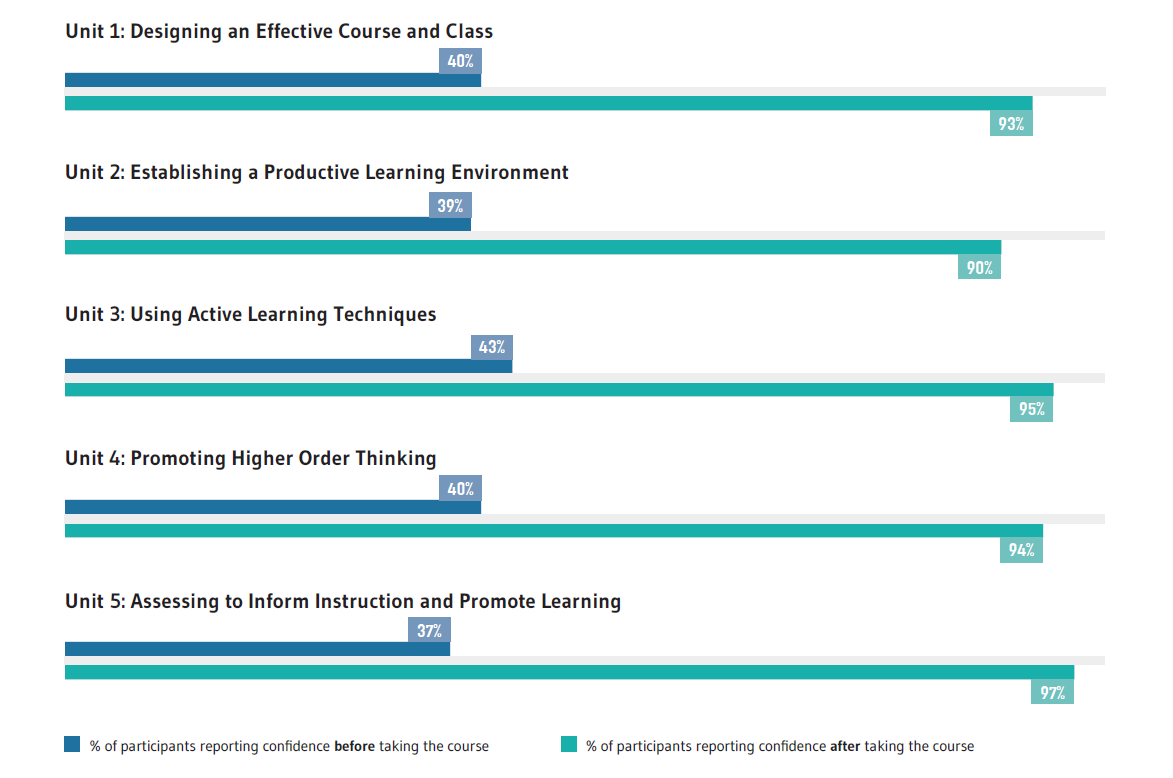 Unit 1: Designing an Effective Course and Class
40%
93%
Unit 2: Establishing a Productive Learning Environment
39%
90%
Unit 3: Using Active Learning Techniques
43%
95%
Unit 4: Promoting Higher Order Thinking
40%
94%
Unit 5: Assessing to Inform Instruction and Promote Learning
37%
97%
% of participants reporting confidence before taking the course
% of participants reporting confidence after taking the course